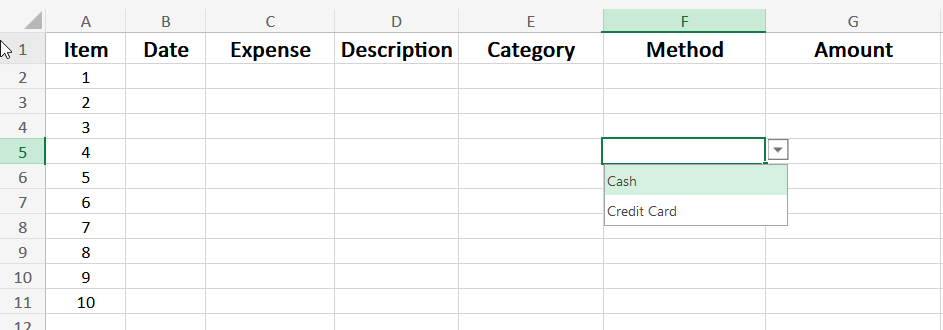 A B C D E F G
1 Item Date Expense Description Category Method Amount
2 1
3 2
4 3
5 4
6 5
Cash
7 6
Credit Card
8 7
9 8
10 9
11 10
12